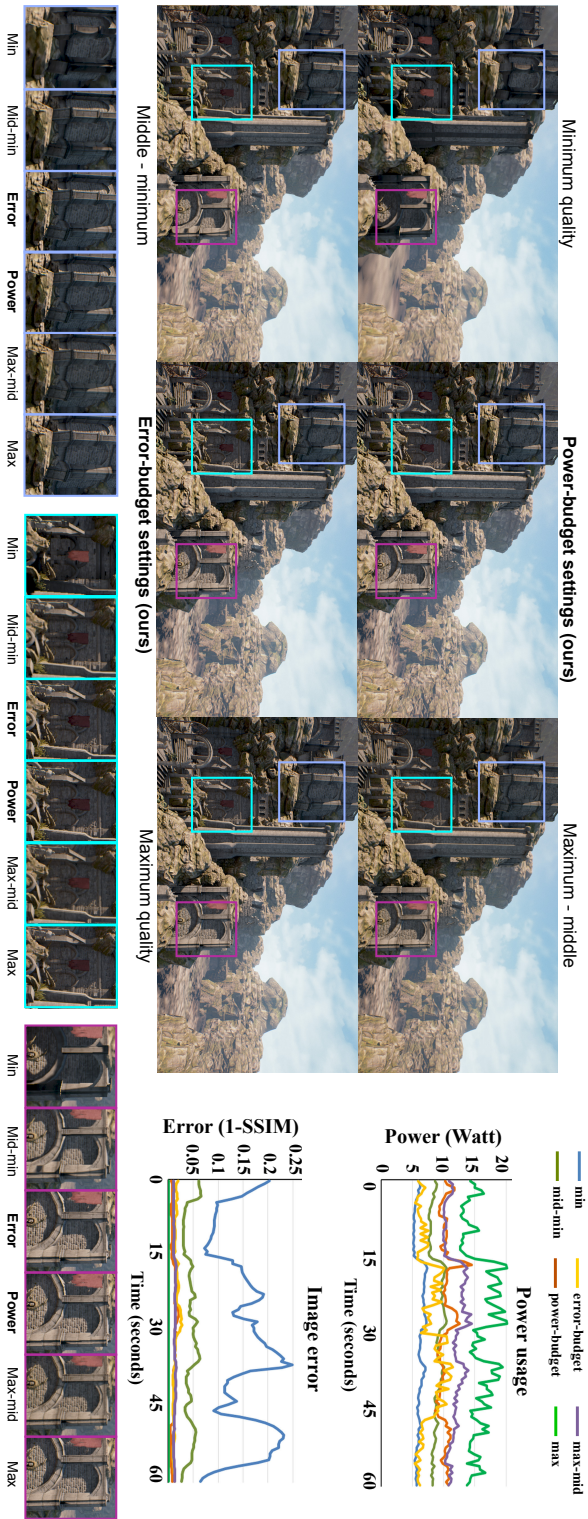 Minimum quality
Power-budget settings (ours)
Maximum - middle
Middle - minimum
Error-budget settings (ours)
Maximum quality
Min
Mid-min
Error
Power
Max-mid
Max
Min
Mid-min
Error
Power
Max-mid
Max
Min
Mid-min
Error
Power
Max-mid
Max
min
error-budget
max-mid
mid-min
power-budget
max
Power usage
Power (Watt)
20
15
10
5
0
0 15 30 45 60
Time (seconds)
Image error
Error (1-SSIM)
0.25
0.2
0.15
0.1
0.05
0 15 30 45 60
Time (seconds)